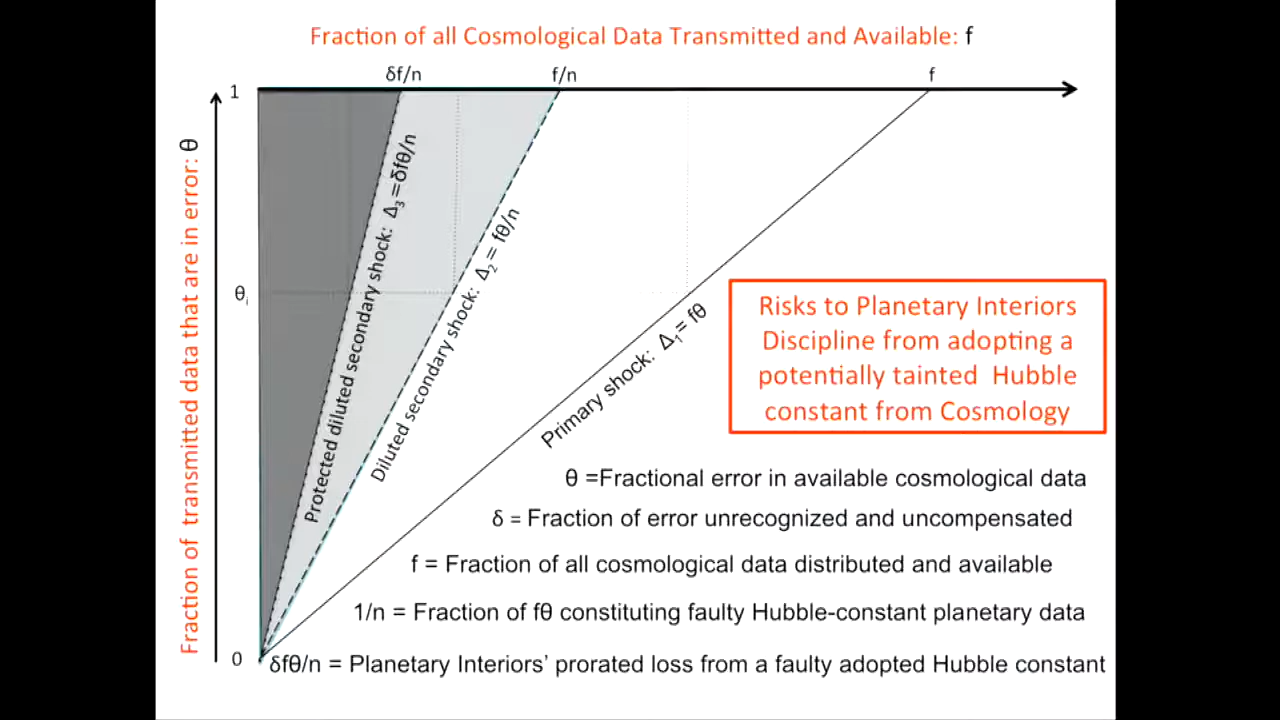 Fraction of all Cosmological Data Transmitted and Available: f
δf/n
f/n
f
1
Fraction of transmitted data that are in error: θ
θi
0
Protected diluted secondary shock: Δ3 = δfθ/n
Diluted secondary shock: Δ2 = fθ/n
Primary shock: Δ1 = fθ
Risks to Planetary Interiors
Discipline from adopting a
potentially tainted Hubble
constant from Cosmology
θ =Fractional error in available cosmological data
δ = Fraction of error unrecognized and uncompensated
f = Fraction of all cosmological data distributed and available
1/n = Fraction of fθ constituting faulty Hubble-constant planetary data
δfθ/n = Planetary Interiors’ prorated loss from a faulty adopted Hubble constant